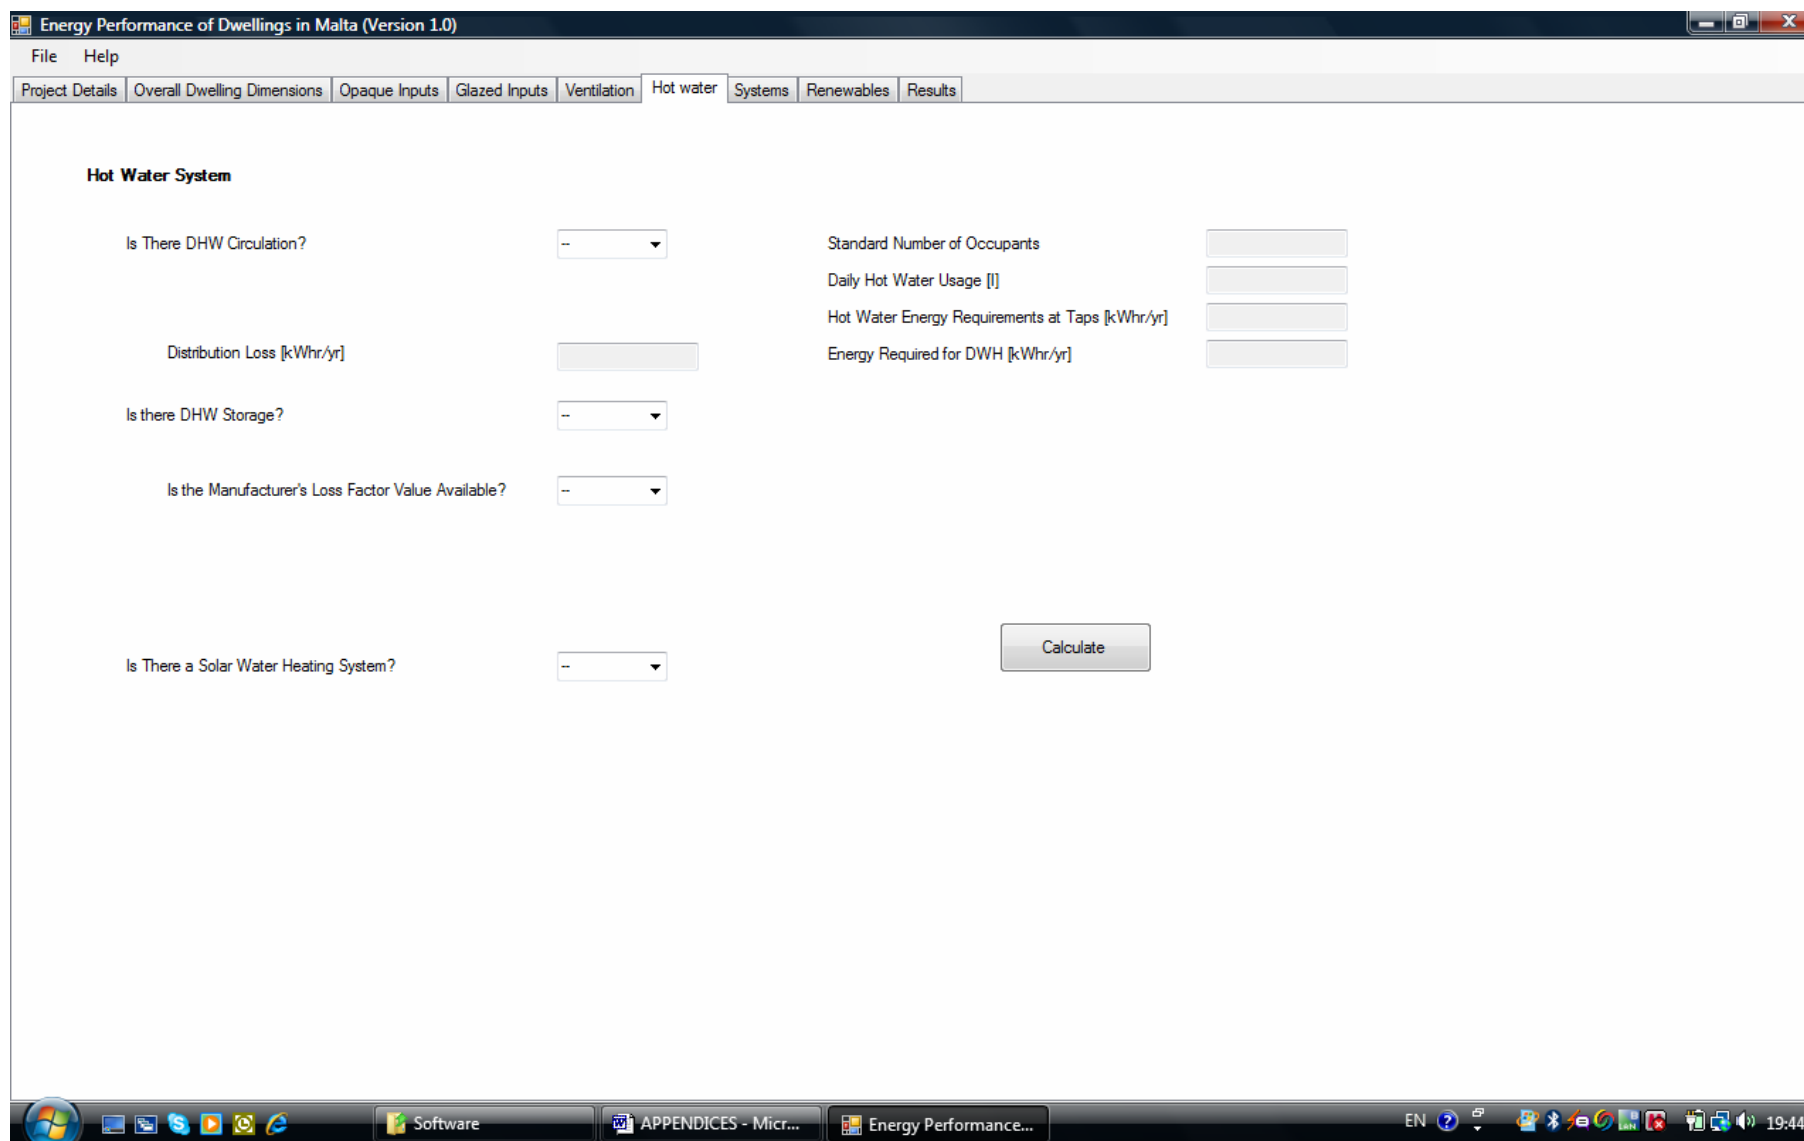 Energy Performance of Dwellings in Malta (Version 1.0)
File Help
Project Details Overall Dwelling Dimensions Opaque Inputs Glazed Inputs Ventilation Hot water Systems Renewables Results
Hot Water System
Is There DHW Circulation? -- Standard Number of Occupants
Daily Hot Water Usage [l]
Hot Water Energy Requirements at Taps [kWhr/yr]
Distribution Loss [kWhr/yr] Energy Required for DWH [kWhr/yr]
Is there DHW Storage? --
Is the Manufacturer's Loss Factor Value Available? --
Calculate
Is There a Solar Water Heating System? --
Software APPENDICES - Micr... Energy Performance... EN 19:44